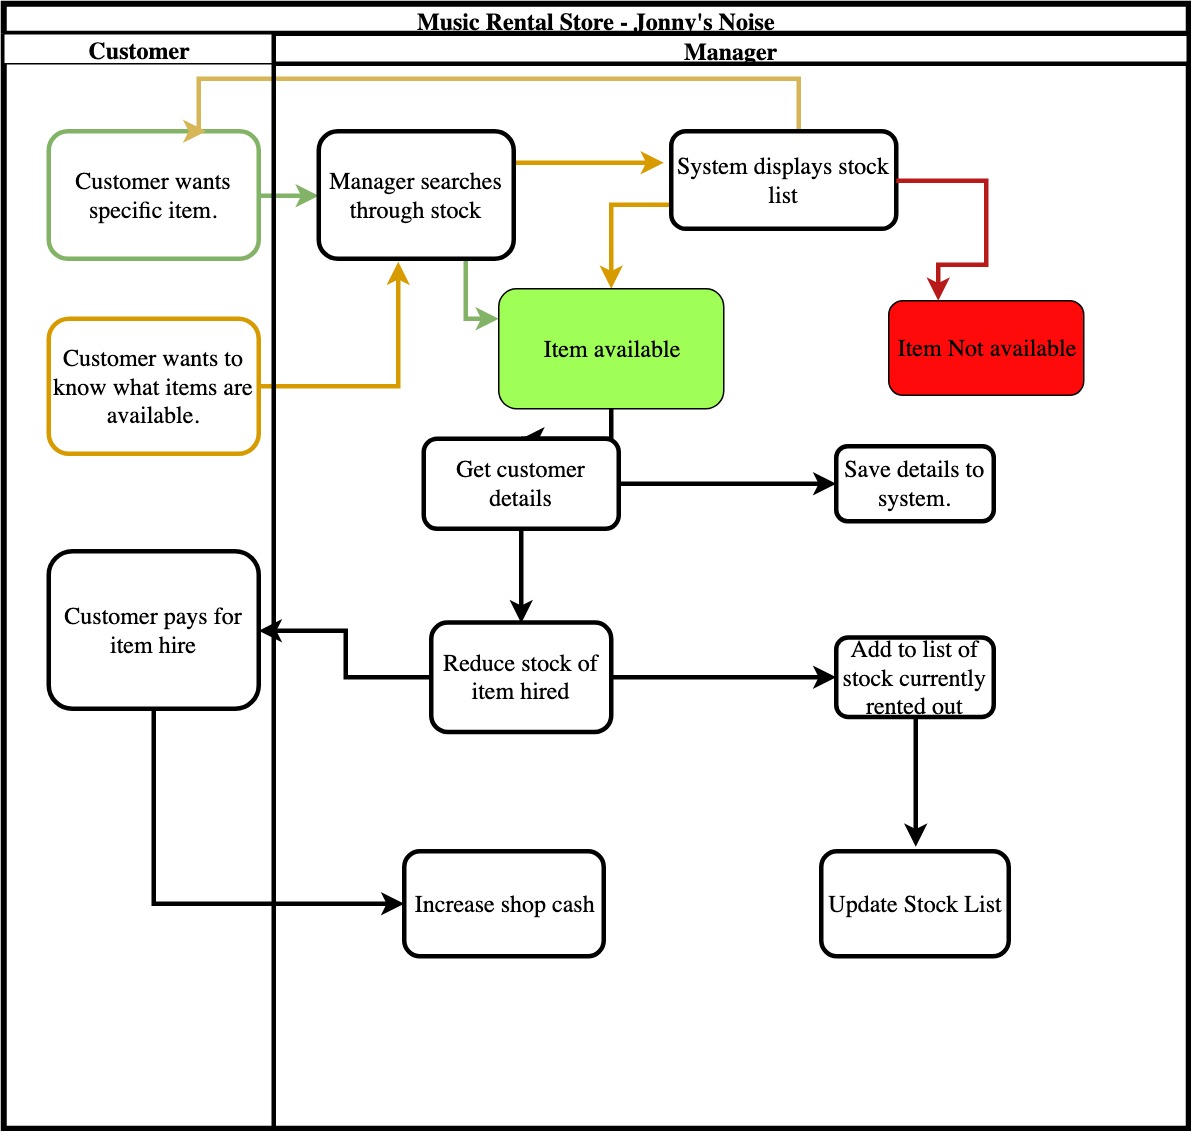 Music Rental Store - Jonny's Noise
Customer
Manager
Customer wants
specific item.
Manager searches
through stock
System displays stock
list
Customer wants to
know what items are
available.
Item available
Item Not available
Get customer
details
Save details to
system.
Customer pays for
item hire
Reduce stock of
item hired
Add to list of
stock currently
rented out
Increase shop cash
Update Stock List